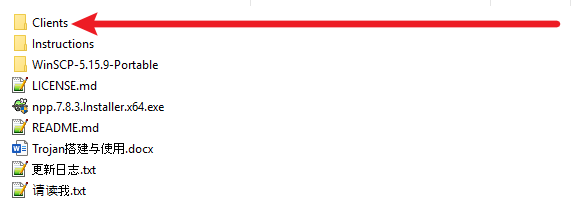 Clients
Instructions
WinSCP-5.15.9-Portable
LICENSE.md
npp.7.8.3.Installer.x64.exe
README.md
Trojan搭建与使用.docx
更新日志.txt
请读我.txt